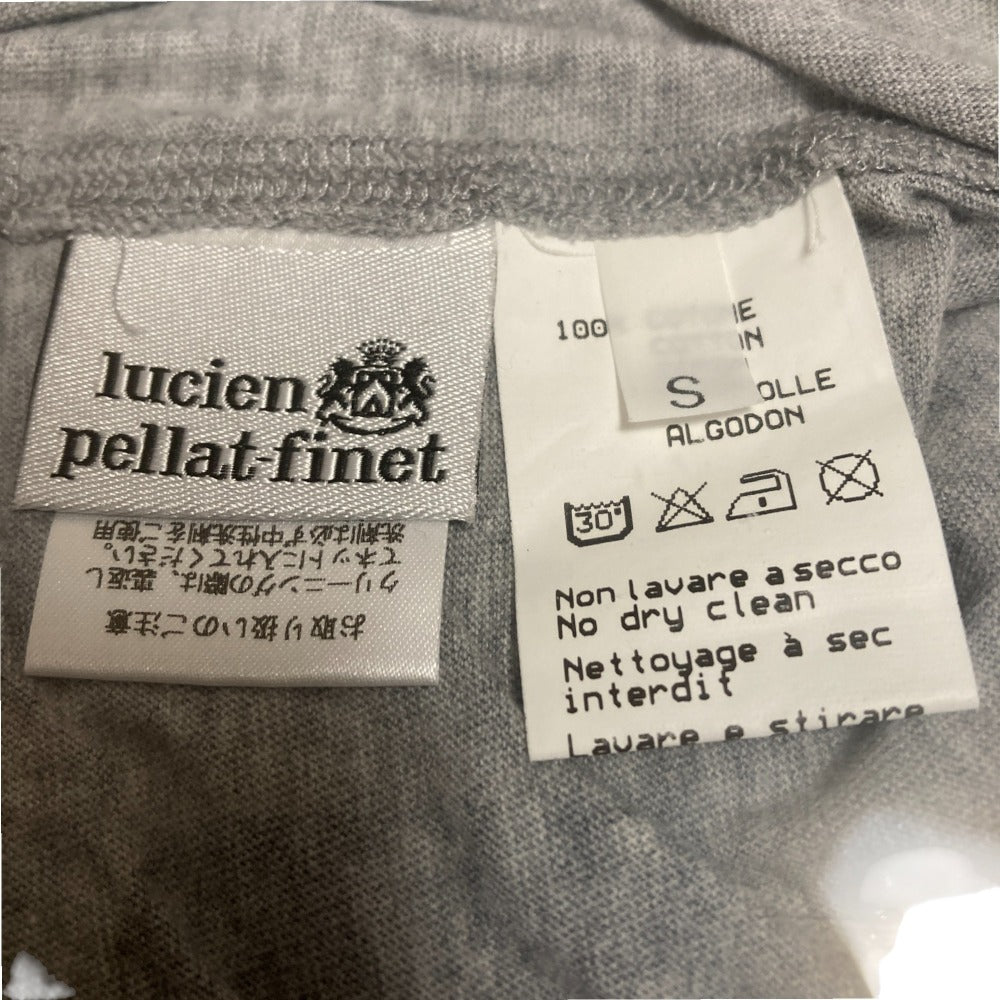 lucien
pellat-finet
お取り扱いのご注意
クリーニングの際は、裏返し
てネットに入れてください。
洗剤は必ず中性洗剤をご使用
100
S
ALGODON
30°
Non lavare a secco
No dry clean
Nettoyage à sec
interdit
Lavare e stirare